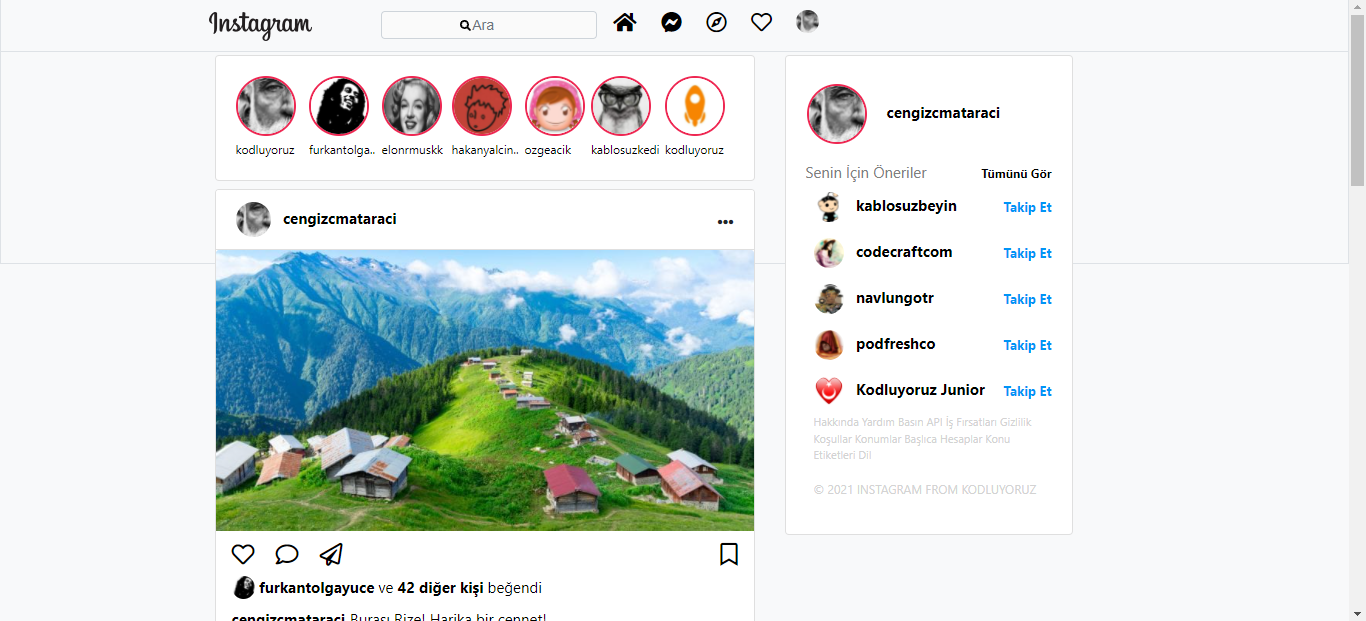 Instagram
Ara
kodluyoruz furkantolga.. elonrmuskk hakanyalcin.. ozgeacik kablosuzkedi kodluyoruz
cengizcmataraci
furkantolgayuce ve 42 diğer kişi beğendi
cengizcmataraci Burası Rize! Harika bir cennet!
cengizcmataraci
Senin İçin Öneriler Tümünü Gör
kablosuzbeyin Takip Et
codecraftcom Takip Et
navlungotr Takip Et
podfreshco Takip Et
Kodluyoruz Junior Takip Et
Hakkında Yardım Basın API İş Fırsatları Gizlilik
Koşullar Konumlar Başlıca Hesaplar Konu
Etiketleri Dil
© 2021 INSTAGRAM FROM KODLUYORUZ